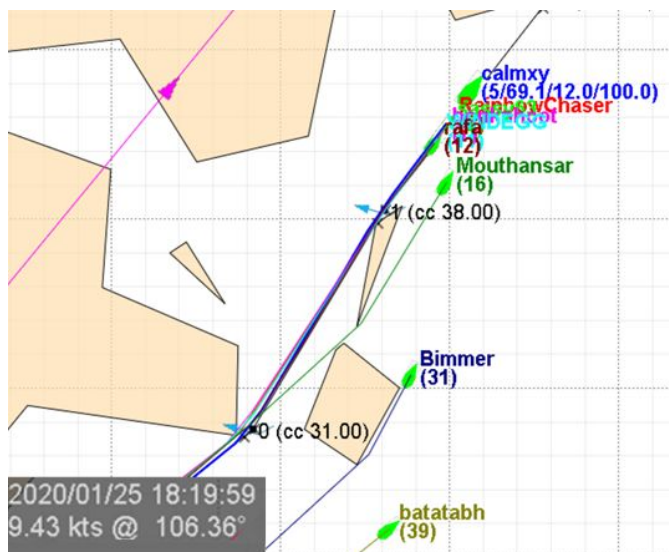 calmxy
(5/69.1/12.0/100.0)
RainbowChaser
rafa
(12)
Mouthansar
(16)
1 (cc 38.00)
Bimmer
(31)
0 (cc 31.00)
2020/01/25 18:19:59
9.43 kts @ 106.36°
batatabh
(39)